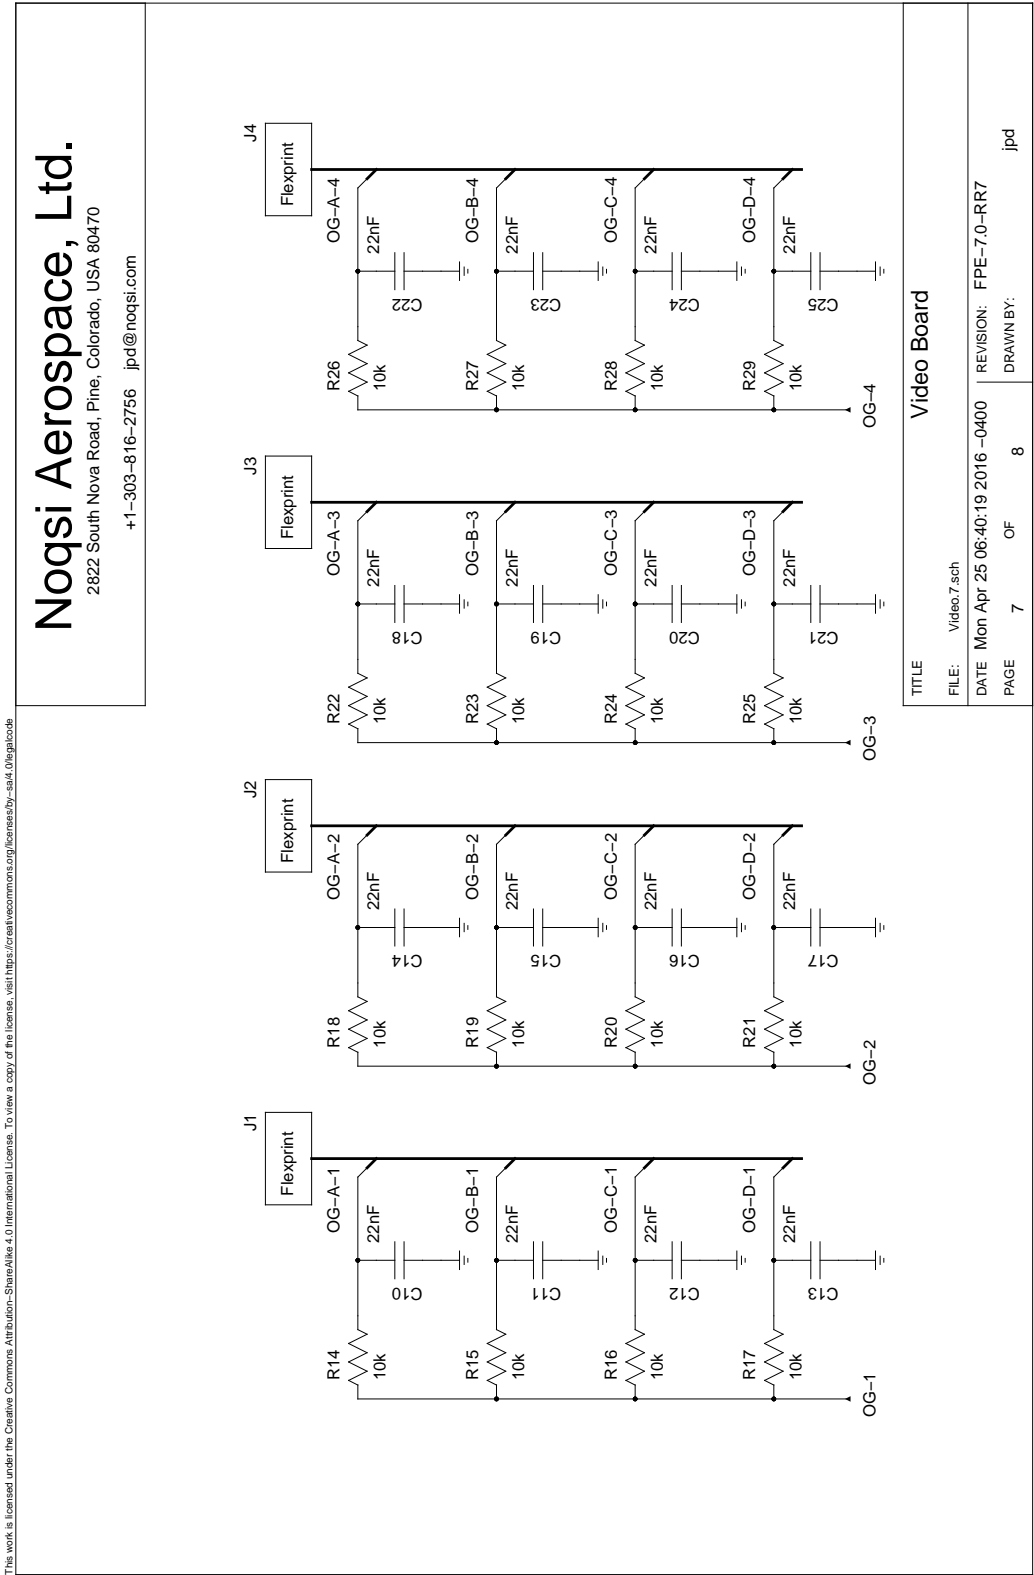 This work is licensed under the Creative Commons Attribution−ShareAlike 4.0 International License. To view a copy of the license, visit https://creativecommons.org/licenses/by−sa/4.0/legalcode
Noqsi Aerospace, Ltd.
2822 South Nova Road, Pine, Colorado, USA 80470
+1−303−816−2756 jpd@noqsi.com
J1
Flexprint
OG−A−1
R14
10k
22nF
C10
OG−B−1
R15
10k
22nF
C11
OG−C−1
R16
10k
22nF
C12
OG−D−1
R17
10k
22nF
C13
OG−1
J2
Flexprint
OG−A−2
R18
10k
22nF
C14
OG−B−2
R19
10k
22nF
C15
OG−C−2
R20
10k
22nF
C16
OG−D−2
R21
10k
22nF
C17
OG−2
J3
Flexprint
OG−A−3
R22
10k
22nF
C18
OG−B−3
R23
10k
22nF
C19
OG−C−3
R24
10k
22nF
C20
OG−D−3
R25
10k
22nF
C21
OG−3
J4
Flexprint
OG−A−4
R26
10k
22nF
C22
OG−B−4
R27
10k
22nF
C23
OG−C−4
R28
10k
22nF
C24
OG−D−4
R29
10k
22nF
C25
OG−4
TITLE
Video Board
FILE: Video.7.sch
DATE Mon Apr 25 06:40:19 2016 −0400
REVISION: FPE−7.0−RR7
PAGE 7 OF 8
DRAWN BY: jpd